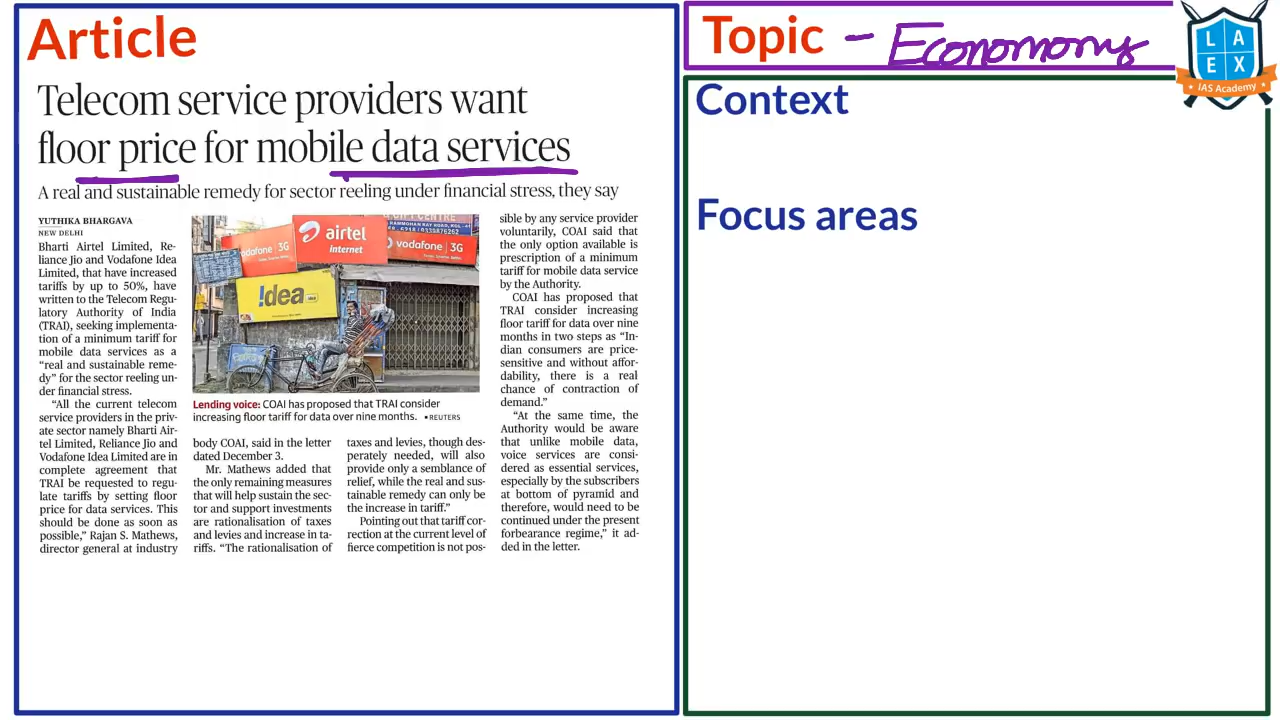 Article
Telecom service providers want
floor price for mobile data services
A real and sustainable remedy for sector reeling under financial stress, they say
YUTHIKA BHARGAVA
NEW DELHI
Bharti Airtel Limited, Re-
liance Jio and Vodafone Idea
Limited, that have increased
tariffs by up to 50%, have
written to the Telecom Regu-
latory Authority of India
(TRAI), seeking implementa-
tion of a minimum tariff for
mobile data services as a
“real and sustainable reme-
dy” for the sector reeling un-
der financial stress.
“All the current telecom
service providers in the priv-
ate sector namely Bharti Air-
tel Limited, Reliance Jio and
Vodafone Idea Limited are in
complete agreement that
TRAI be requested to regu-
late tariffs by setting floor
price for data services. This
should be done as soon as
possible,” Rajan S. Mathews,
director general at industry
vodafone 3G
airtel
internet
vodafone 3G
!dea
Lending voice: COAI has proposed that TRAI consider
increasing floor tariff for data over nine months. ▪ REUTERS
body COAI, said in the letter
dated December 3.
Mr. Mathews added that
the only remaining measures
that will help sustain the sec-
tor and support investments
are rationalisation of taxes
and levies and increase in ta-
riffs. “The rationalisation of
taxes and levies, though des-
perately needed, will also
provide only a semblance of
relief, while the real and sus-
tainable remedy can only be
the increase in tariff.”
Pointing out that tariff cor-
rection at the current level of
fierce competition is not pos-
sible by any service provider
voluntarily, COAI said that
the only option available is
prescription of a minimum
tariff for mobile data service
by the Authority.
COAI has proposed that
TRAI consider increasing
floor tariff for data over nine
months in two steps as “In-
dian consumers are price-
sensitive and without affor-
dability, there is a real
chance of contraction of
demand.”
“At the same time, the
Authority would be aware
that unlike mobile data,
voice services are consi-
dered as essential services,
especially by the subscribers
at bottom of pyramid and
therefore, would need to be
continued under the present
forbearance regime,” it ad-
ded in the letter.
Topic - Economomy
LA
EX
IAS Academy
Context
Focus areas